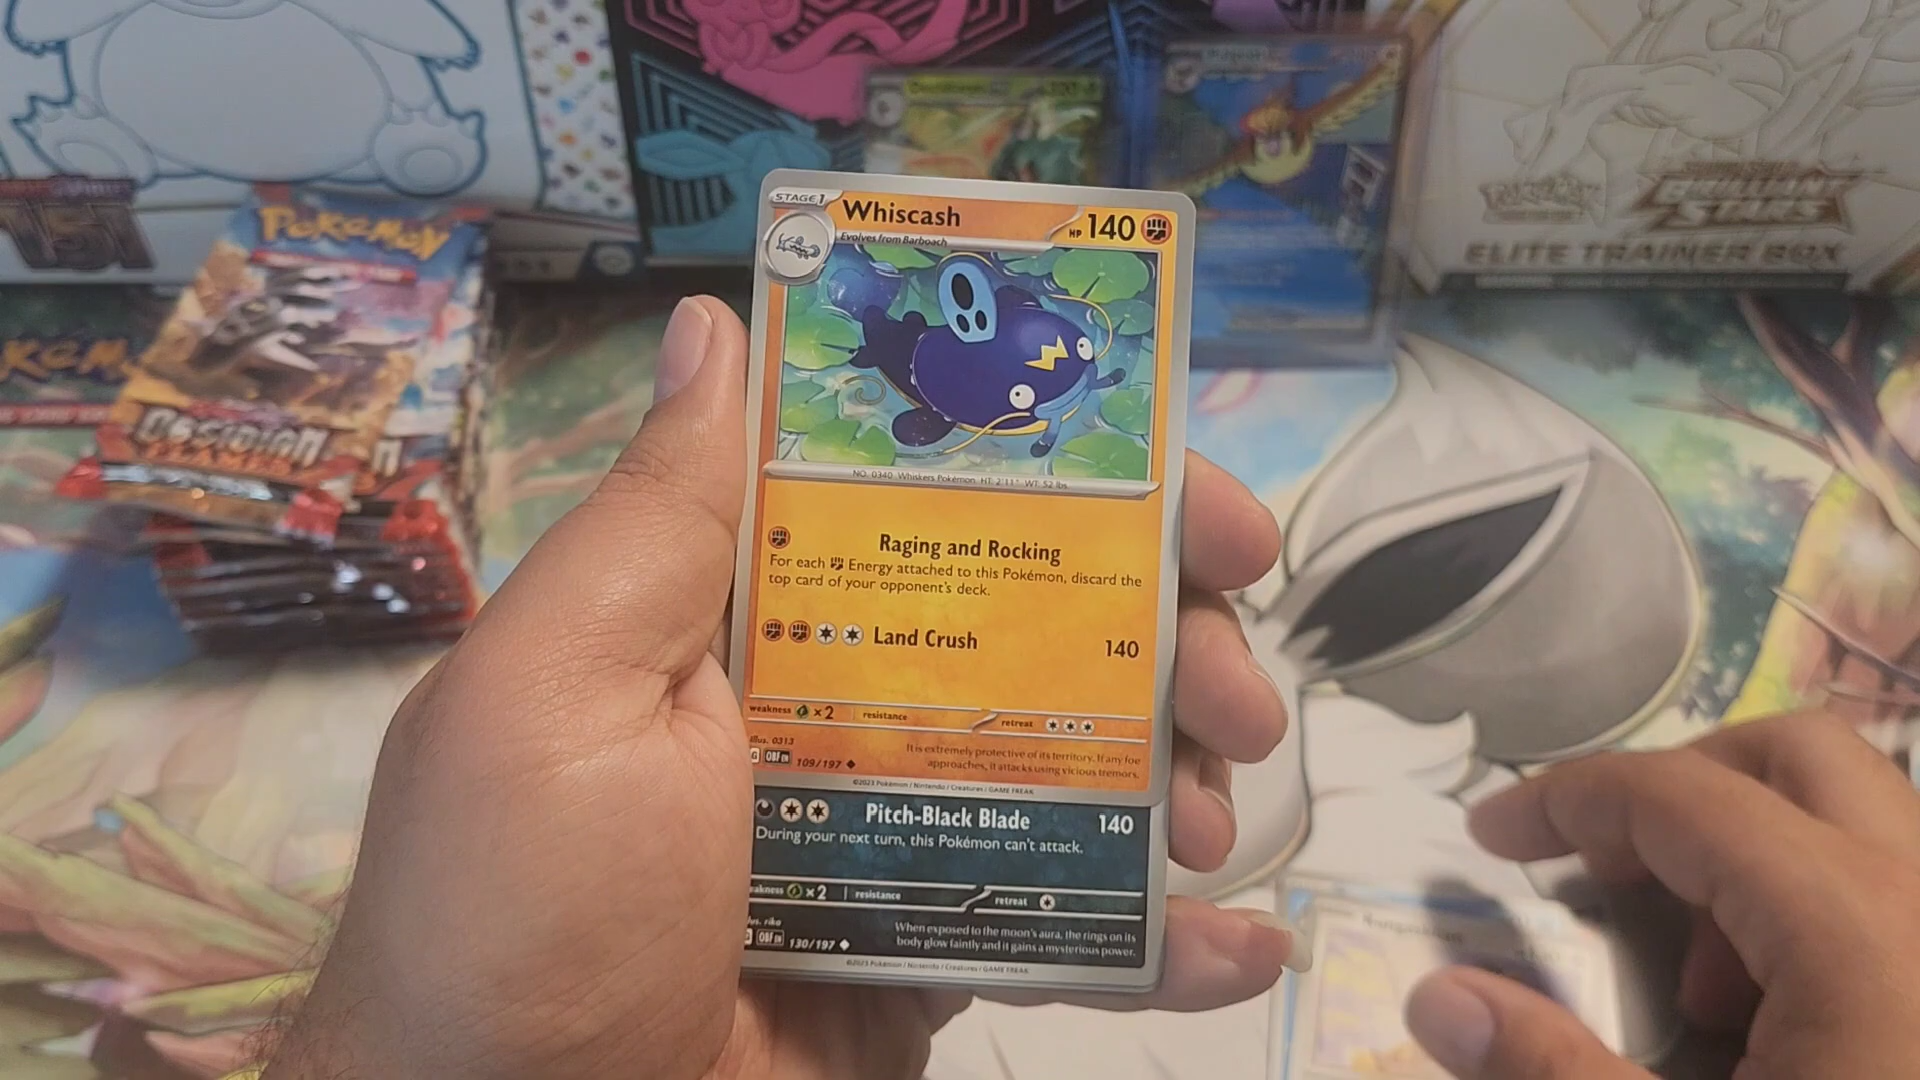 POKéMON
OBSIDIAN
FLAMES
151
Pokémon
BRILLIANT
STARS
ELITE TRAINER BOX
STAGE 1
Whiscash
HP 140
Evolves from Barboach
NO. 0340 Whiskers Pokémon HT: 2'11" WT: 52 lbs
Raging and Rocking
For each Energy attached to this Pokémon, discard the
top card of your opponent's deck.
Land Crush 140
weakness ×2 resistance retreat
Illus. 0313
It is extremely protective of its territory. If any foe
approaches, it attacks using vicious tremors.
G OBF EN 109/197
©2023 Pokémon / Nintendo / Creatures / GAME FREAK
Pitch-Black Blade 140
During your next turn, this Pokémon can't attack.
weakness ×2 resistance retreat
When exposed to the moon's aura, the rings on its
body glow faintly and it gains a mysterious power.
OBF EN 130/197
©2023 Pokémon / Nintendo / Creatures / GAME FREAK